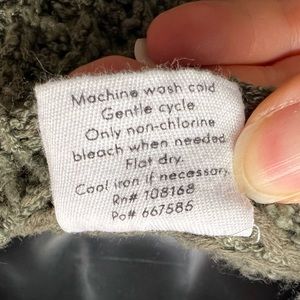 Machine wash cold
Gentle cycle.
Only non-chlorine
bleach when needed.
Flat dry.
Cool iron if necessary.
Rn# 108168
Po# 667585